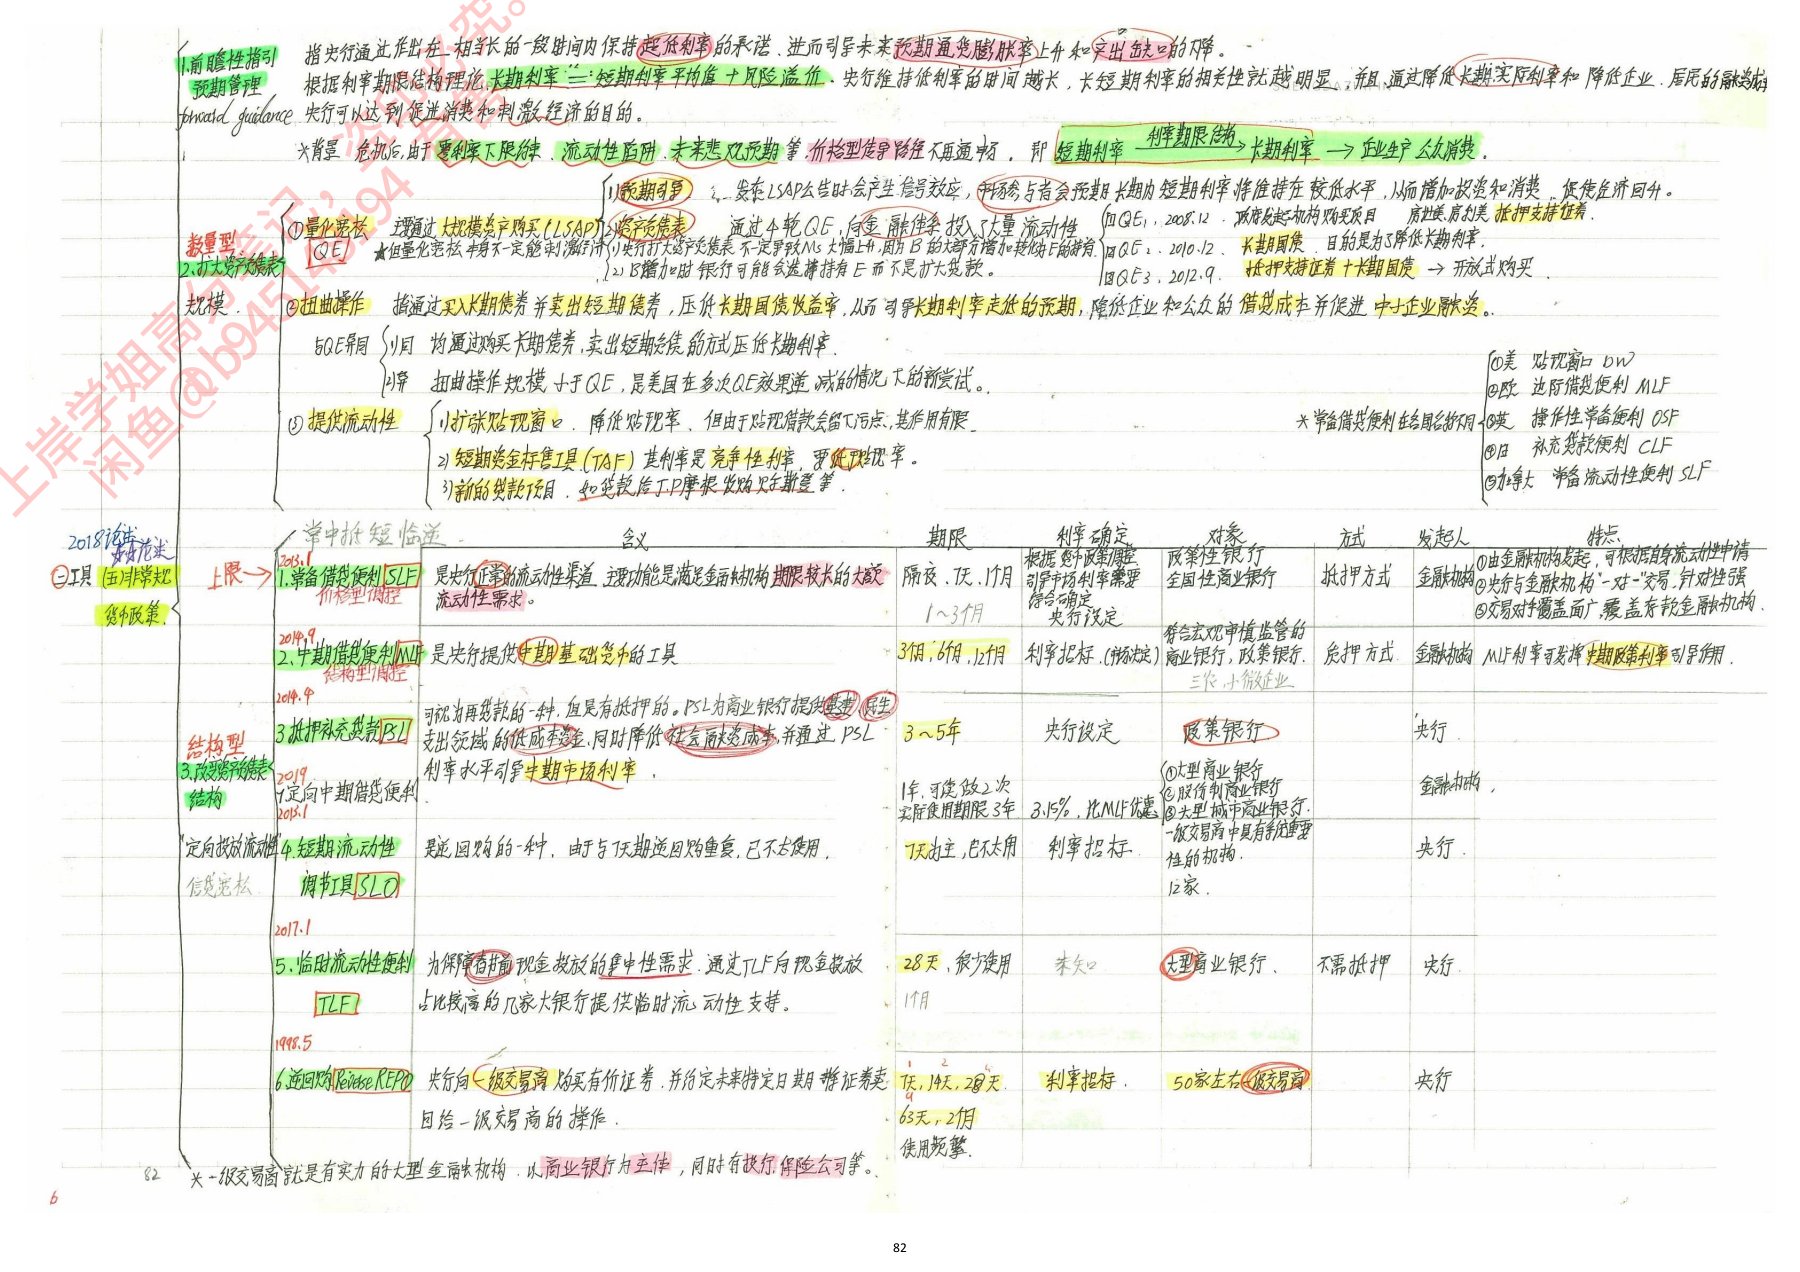 1.前瞻性指引 指央行通过作出在一相当长的一段时间内保持超低利率的承诺,进而引导未来预期通货膨胀率上升和产出缺口的下降。
预期管理 根据利率期限结构理论,长期利率=短期利率平均值+风险溢价.央行维持低利率的时间越长,长短期利率的相关性就越明显,并且通过降低长期实际利率和降低企业、居民的融资成本
forward guidance 央行可以达到促进消费和刺激经济的目的。
*背景 危机后,由于零利率下限约束、流动性陷阱、未来悲观预期等,价格型传导路径不再通畅。即 短期利率 利率期限结构→长期利率→企业生产公众消费。
数量型
2.扩大资产负债表规模.
①量化宽松 QE 主要通过大规模资产购买(LSAP)
1)预期引导 发布LSAP公告时会产生信号效应,市场参与者会预期长期内短期利率将维持在较低水平,从而增加投资和消费,促使经济回升。
2)资产负债表 通过4轮QE,向金融体系投入了大量流动性
★但量化宽松本身不一定能刺激经济
1)央行扩大资产负债表不一定导致Ms大幅上升,因为B的大部分增加转化为E的持有.
2)B增加时银行可能会选择持有E而不是扩大贷款。
QE1, 2008.12 政府发起机构购买项目 房业美房利美 抵押支持证券.
QE2, 2010.12. 长期国债 目的是为了降低长期利率.
QE3, 2012.9. 抵押支持证券+长期国债→开放式购买
②扭曲操作 指通过买入长期债券并卖出短期债券,压低长期国债收益率,从而引导长期利率走低的预期,降低企业和公众的借贷成本并促进中小企业融资。
与QE异同 1)同 均通过购买长期债券,卖出短期负债的方式压低长期利率.
2)异 扭曲操作规模小于QE,是美国在多次QE效果递减的情况下的新尝试。
③提供流动性 1)扩张贴现窗口. 降低贴现率. 但由于贴现借款会留下污点,其作用有限.
2)短期资金标售工具(TAF)其利率是竞争性利率,要低于贴现率.
3)新的贷款项目.如贷款给J.P摩根收购贝尔斯登等.
*常备借贷便利在各国名称不同
①美 贴现窗口 DW
②欧 边际借贷便利 MLF
③英 操作性常备便利 OSF
④日 补充贷款便利 CLF
⑤加拿大 常备流动性便利 SLF
2018论述
二工具 (五)非常规货币政策.
结构型
3.改变资产负债表结构
"定向投放流动性"
信贷宽松
常中抵短临逆
含义 期限 利率确定 对象 方式 发起人 特点
2013.1
上限→ 1.常备借贷便利SLF
价格型调控
是央行正常的流动性渠道,主要功能是满足金融机构期限较长的大额流动性需求。
隔夜、7天、1个月
1~3个月
根据货币政策调控,引导市场利率需要综合确定
央行设定
政策性银行
全国性商业银行
抵押方式
金融机构
①由金融机构发起,可根据自身流动性申请
②央行与金融机构"一对一"交易,针对性强
③交易对手覆盖面广,覆盖存款金融机构.
2014.9
2.中期借贷便利MLF
结构型调控
是央行提供中期基础货币的工具
3个月,6个月,12个月
利率招标(市场决定)
符合宏观审慎监管的商业银行,政策银行.
三农,小微企业
质押方式
金融机构
MLF利率可发挥中期政策利率引导作用.
2014.4
3抵押补充贷款PSL
可视为再贷款的一种,但是有抵押的。PSL为商业银行提供基建,民生支出领域的低成本资金,同时降低社会融资成本,并通过PSL利率水平引导中期市场利率.
3~5年
央行设定
政策银行
央行.
2019
7定向中期借贷便利
1年,可续做2次
实际使用期限3年
3.15%,比MLF优惠
①大型商业银行
②股份制商业银行
③大型城市商业银行.
金融机构.
2013.1
4.短期流动性调节工具SLO
是逆回购的一种,由于与7天期逆回购重复,已不太使用.
7天为主,已不太用
利率招标.
一级交易商中具有系统重要性的机构.
12家.
央行.
2017.1
5.临时流动性便利TLF
为保障春节前现金投放的集中性需求.通过TLF向现金投放占比较高的几家大银行提供临时流动性支持。
28天,很少使用
1个月
未知
大型商业银行、
不需抵押
央行.
1998.5
6.逆回购Reverse REPO
央行向一级交易商购买有价证券,并约定未来特定日期将证券卖回给一级交易商的操作.
7天,14天,28天.
63天,2个月
使用频繁.
利率招标.
50家左右一级交易商
央行
82 *一级交易商就是有实力的大型金融机构.以商业银行为主体,同时有投行.保险公司等。
6
上岸学姐高分笔记,盗印必究。
闲鱼@b94514194
82